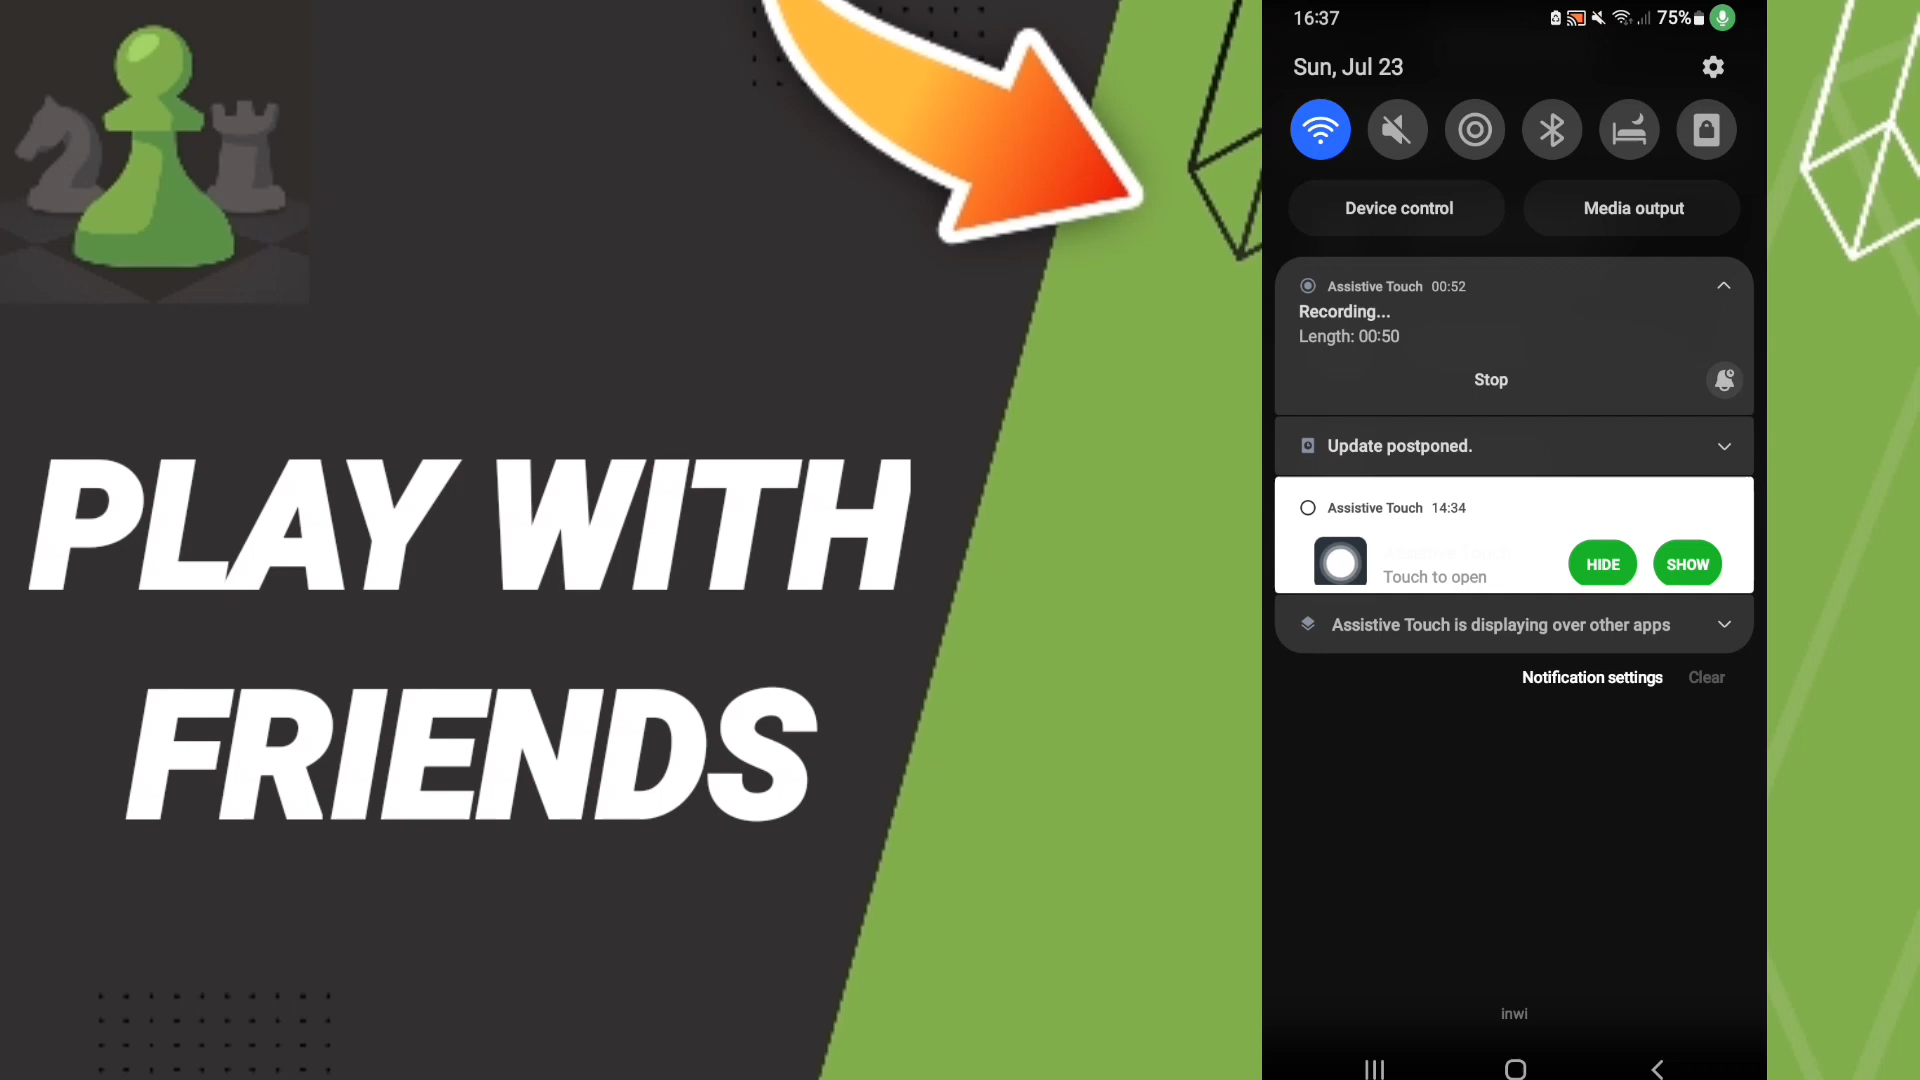 PLAY WITH
FRIENDS
16:37
75%
Sun, Jul 23
Device control
Media output
Assistive Touch 00:52
Recording...
Length: 00:50
Stop
Update postponed.
Assistive Touch 14:34
Touch to open
HIDE
SHOW
Assistive Touch is displaying over other apps
Notification settings
Clear
inwi